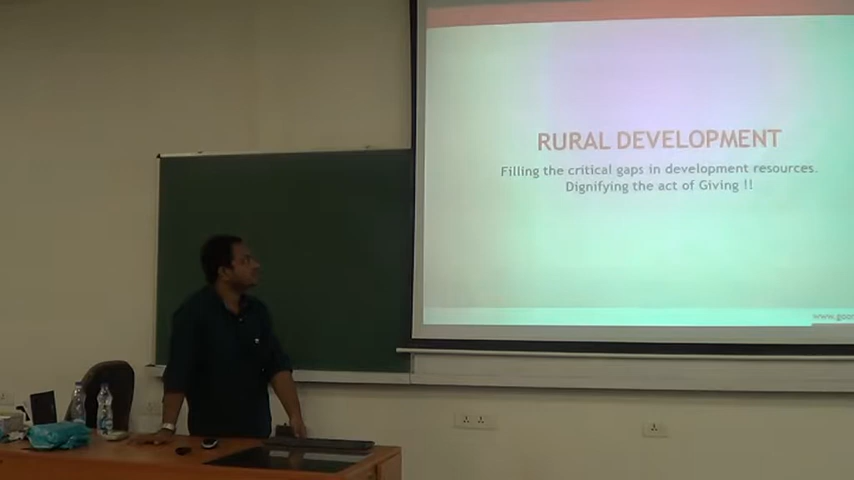 RURAL DEVELOPMENT
Filling the critical gaps in development resources.
Dignifying the act of Giving !!